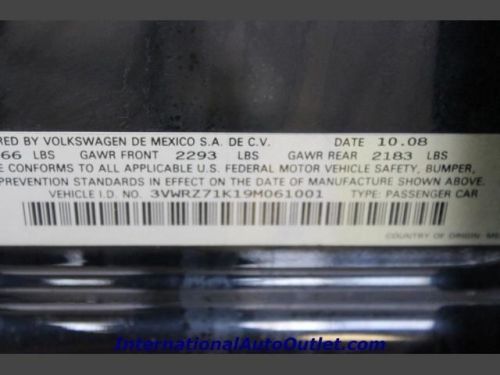 RED BY VOLKSWAGEN DE MEXICO S.A. DE C.V. DATE 10.08
66 LBS GAWR FRONT 2293 LBS GAWR REAR 2183 LBS
E CONFORMS TO ALL APPLICABLE U.S. FEDERAL MOTOR VEHICLE SAFETY, BUMPER,
PREVENTION STANDARDS IN EFFECT ON THE DATE OF MANUFACTURE SHOWN ABOVE.
VEHICLE I.D. NO. 3VWRZ71K19M061001 TYPE: PASSENGER CAR
COUNTRY OF ORIGIN: ME
InternationalAutoOutlet.com